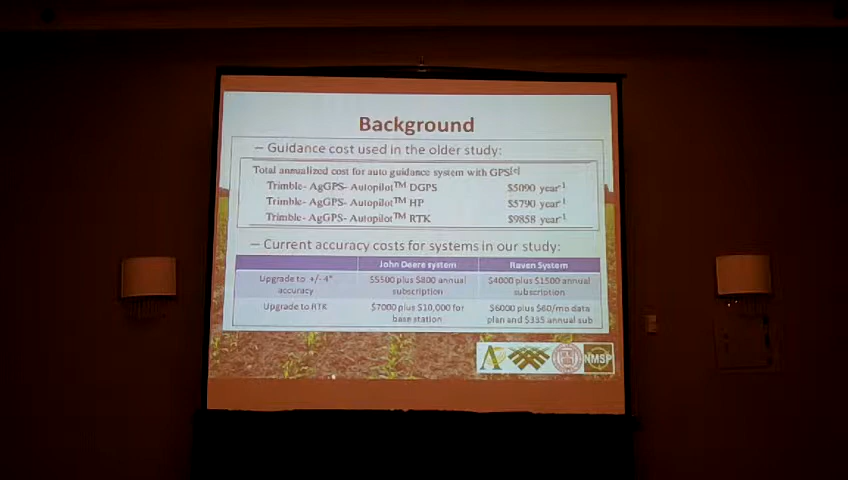 Background
– Guidance cost used in the older study:
Total annualized cost for auto guidance system with GPS[c]
Trimble- AgGPS- Autopilot™ DGPS $5090 year-1
Trimble- AgGPS- Autopilot™ HP $5790 year-1
Trimble- AgGPS- Autopilot™ RTK $9858 year-1
– Current accuracy costs for systems in our study:
John Deere system Raven System
Upgrade to +/-4" $5500 plus $800 annual $4000 plus $1500 annual
accuracy subscription subscription
Upgrade to RTK $7000 plus $10,000 for $6000 plus $60/mo data
base station plan and $335 annual sub
NMSP